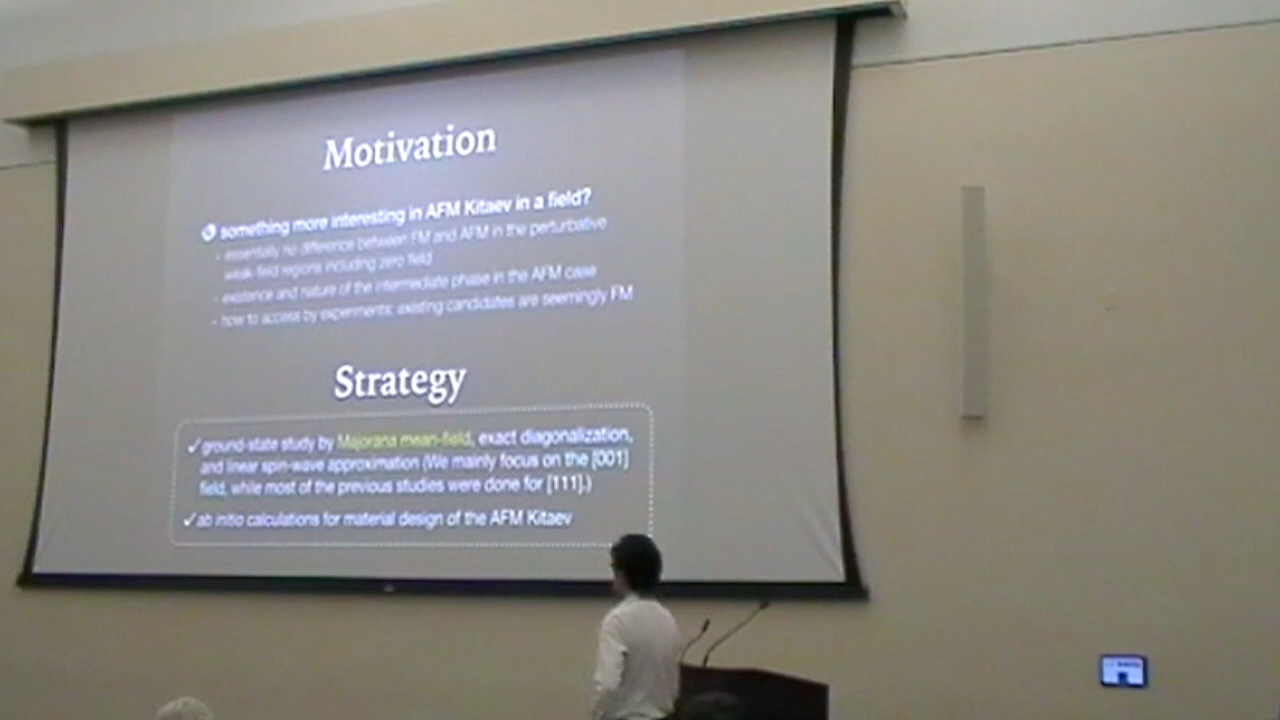 Motivation
something more interesting in AFM Kitaev in a field?
- essentially no difference between FM and AFM in the perturbative
weak-field regions including zero field
- existence and nature of the intermediate phase in the AFM case
- how to access by experiments: existing candidates are seemingly FM
Strategy
✓ ground-state study by Majorana mean-field, exact diagonalization,
and linear spin-wave approximation (We mainly focus on the [001]
field, while most of the previous studies were done for [111].)
✓ ab initio calculations for material design of the AFM Kitaev